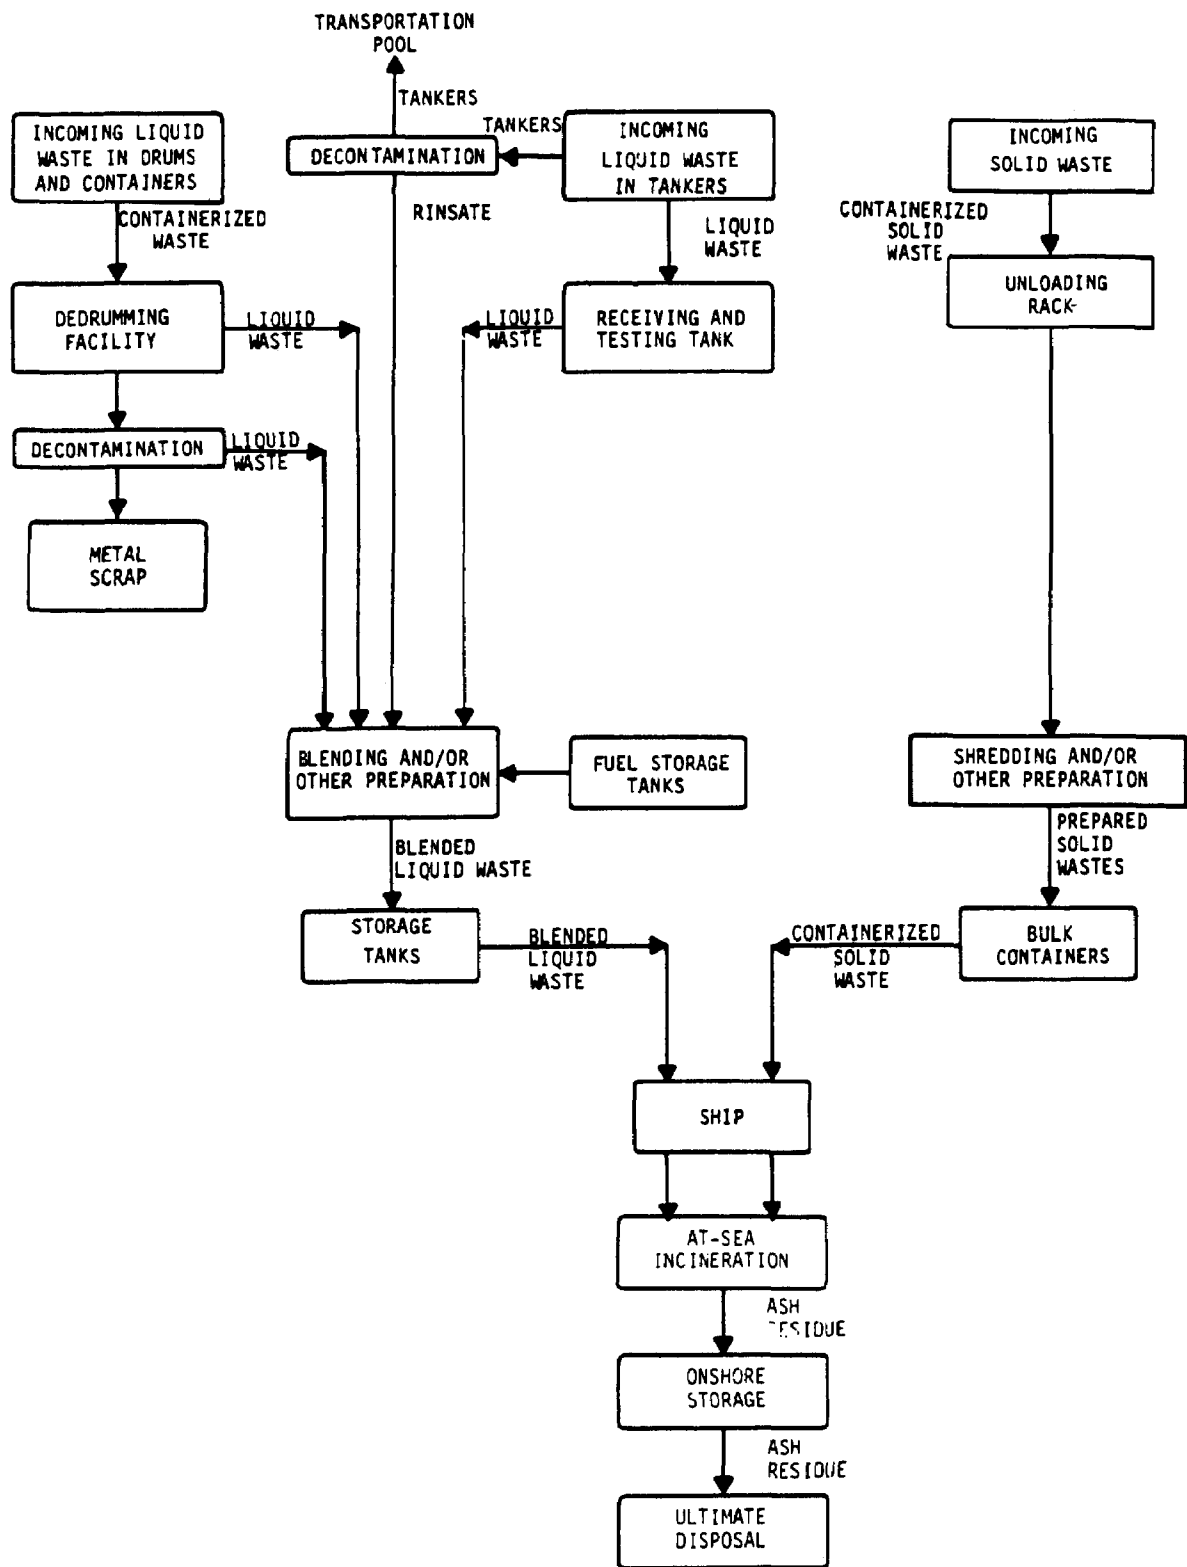 TRANSPORTATION
POOL
TANKERS
TANKERS
INCOMING LIQUID
WASTE IN DRUMS
AND CONTAINERS
DECONTAMINATION
INCOMING
LIQUID WASTE
IN TANKERS
INCOMING
SOLID WASTE
CONTAINERIZED
WASTE
RINSATE
LIQUID
WASTE
CONTAINERIZED
SOLID
WASTE
DEDRUMMING
FACILITY
LIQUID
WASTE
LIQUID
WASTE
RECEIVING AND
TESTING TANK
UNLOADING
RACK
DECONTAMINATION
LIQUID
WASTE
METAL
SCRAP
BLENDING AND/OR
OTHER PREPARATION
FUEL STORAGE
TANKS
SHREDDING AND/OR
OTHER PREPARATION
BLENDED
LIQUID WASTE
PREPARED
SOLID
WASTES
STORAGE
TANKS
BLENDED
LIQUID
WASTE
CONTAINERIZED
SOLID
WASTE
BULK
CONTAINERS
SHIP
AT-SEA
INCINERATION
ASH
RESIDUE
ONSHORE
STORAGE
ASH
RESIDUE
ULTIMATE
DISPOSAL